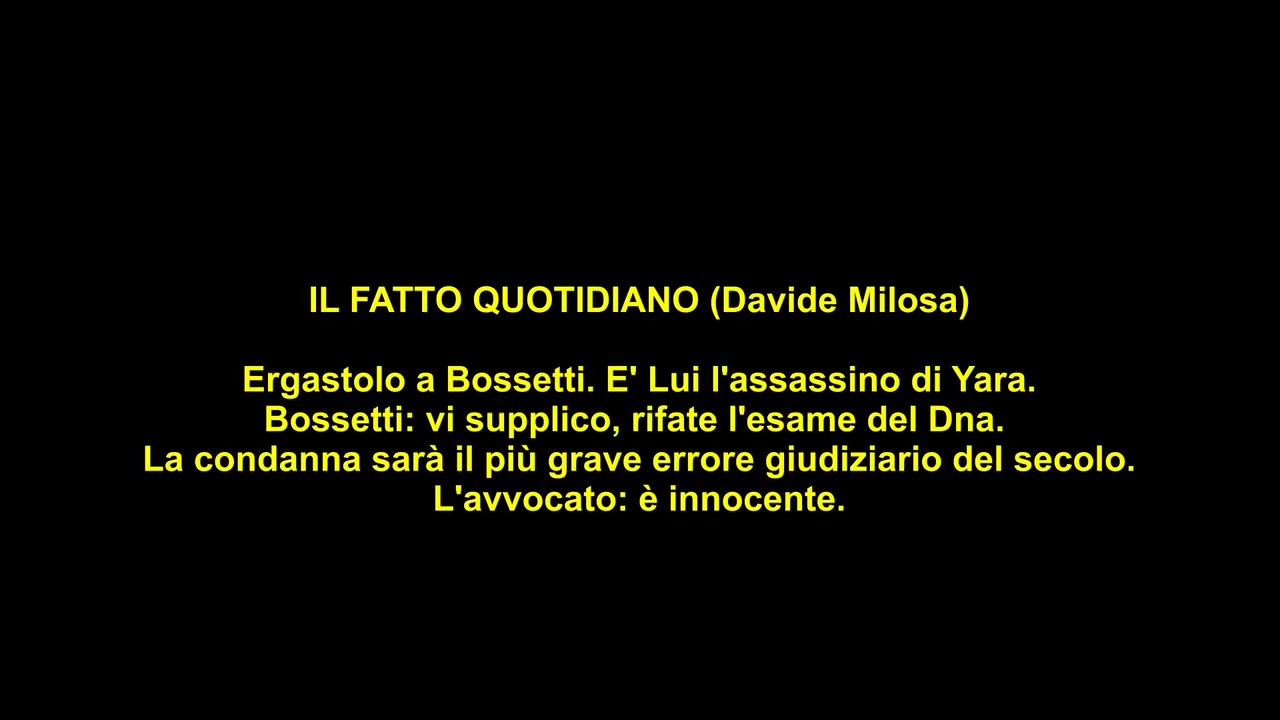 IL FATTO QUOTIDIANO (Davide Milosa)
Ergastolo a Bossetti. E' Lui l'assassino di Yara.
Bossetti: vi supplico, rifate l'esame del Dna.
La condanna sarà il più grave errore giudiziario del secolo.
L'avvocato: è innocente.